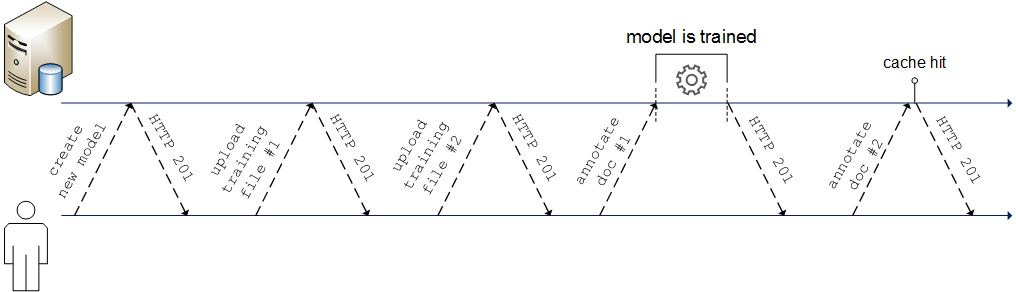 model is trained
cache hit
create
new model
HTTP 201
upload
training
file #1
HTTP 201
upload
training
file #2
HTTP 201
annotate
doc #1
HTTP 201
annotate
doc #2
HTTP 201